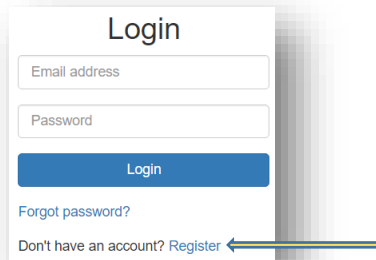 Login
Email address
Password
Login
Forgot password?
Don't have an account? Register